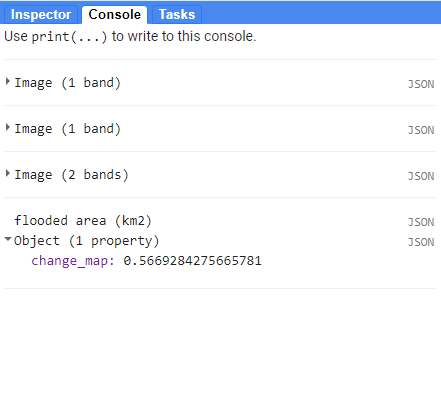 Inspector Console Tasks
Use print(...) to write to this console.
Image (1 band) JSON
Image (1 band) JSON
Image (2 bands) JSON
flooded area (km2) JSON
Object (1 property) JSON
change_map: 0.5669284275665781